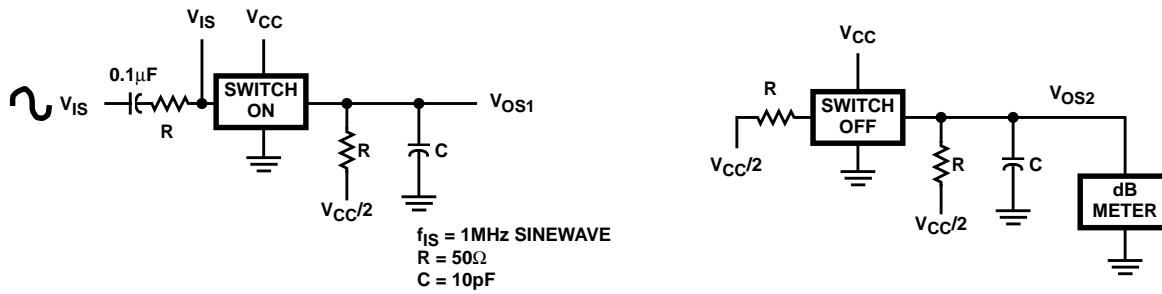 V_IS V_CC
0.1μF
V_IS
SWITCH
ON
V_OS1
R
R
C
V_CC/2
f_IS = 1MHz SINEWAVE
R = 50Ω
C = 10pF
V_CC
R
SWITCH
OFF
V_OS2
V_CC/2
R
C
V_CC/2
dB
METER